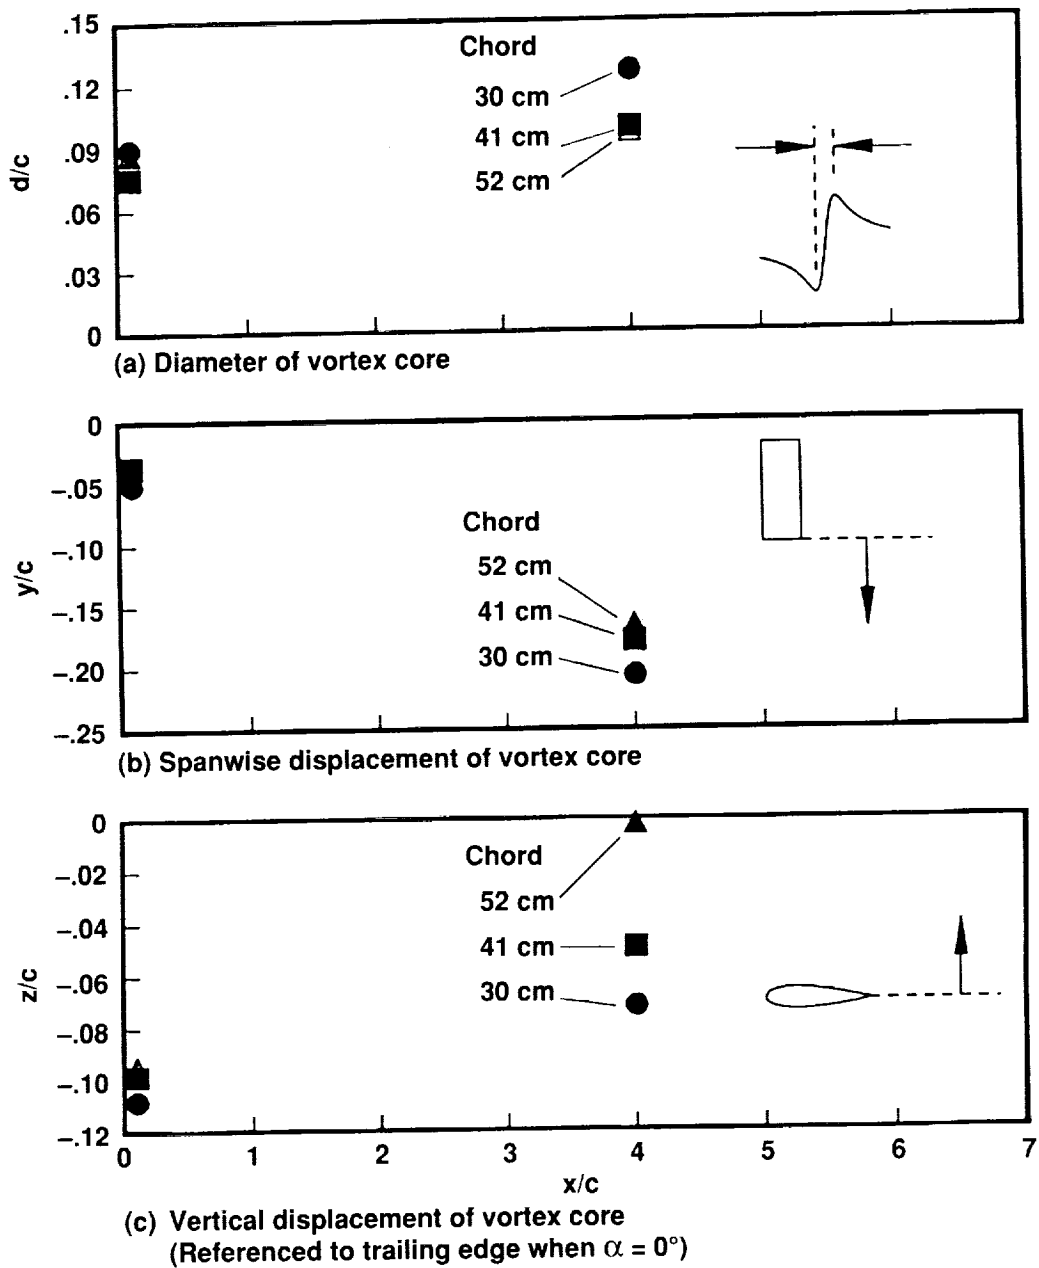 .15
.12
.09
.06
.03
0
d/c
Chord
30 cm
41 cm
52 cm
(a) Diameter of vortex core
0
–.05
–.10
–.15
–.20
–.25
y/c
Chord
52 cm
41 cm
30 cm
(b) Spanwise displacement of vortex core
0
–.02
–.04
–.06
–.08
–.10
–.12
z/c
Chord
52 cm
41 cm
30 cm
0 1 2 3 4 5 6 7
x/c
(c) Vertical displacement of vortex core
(Referenced to trailing edge when α = 0°)